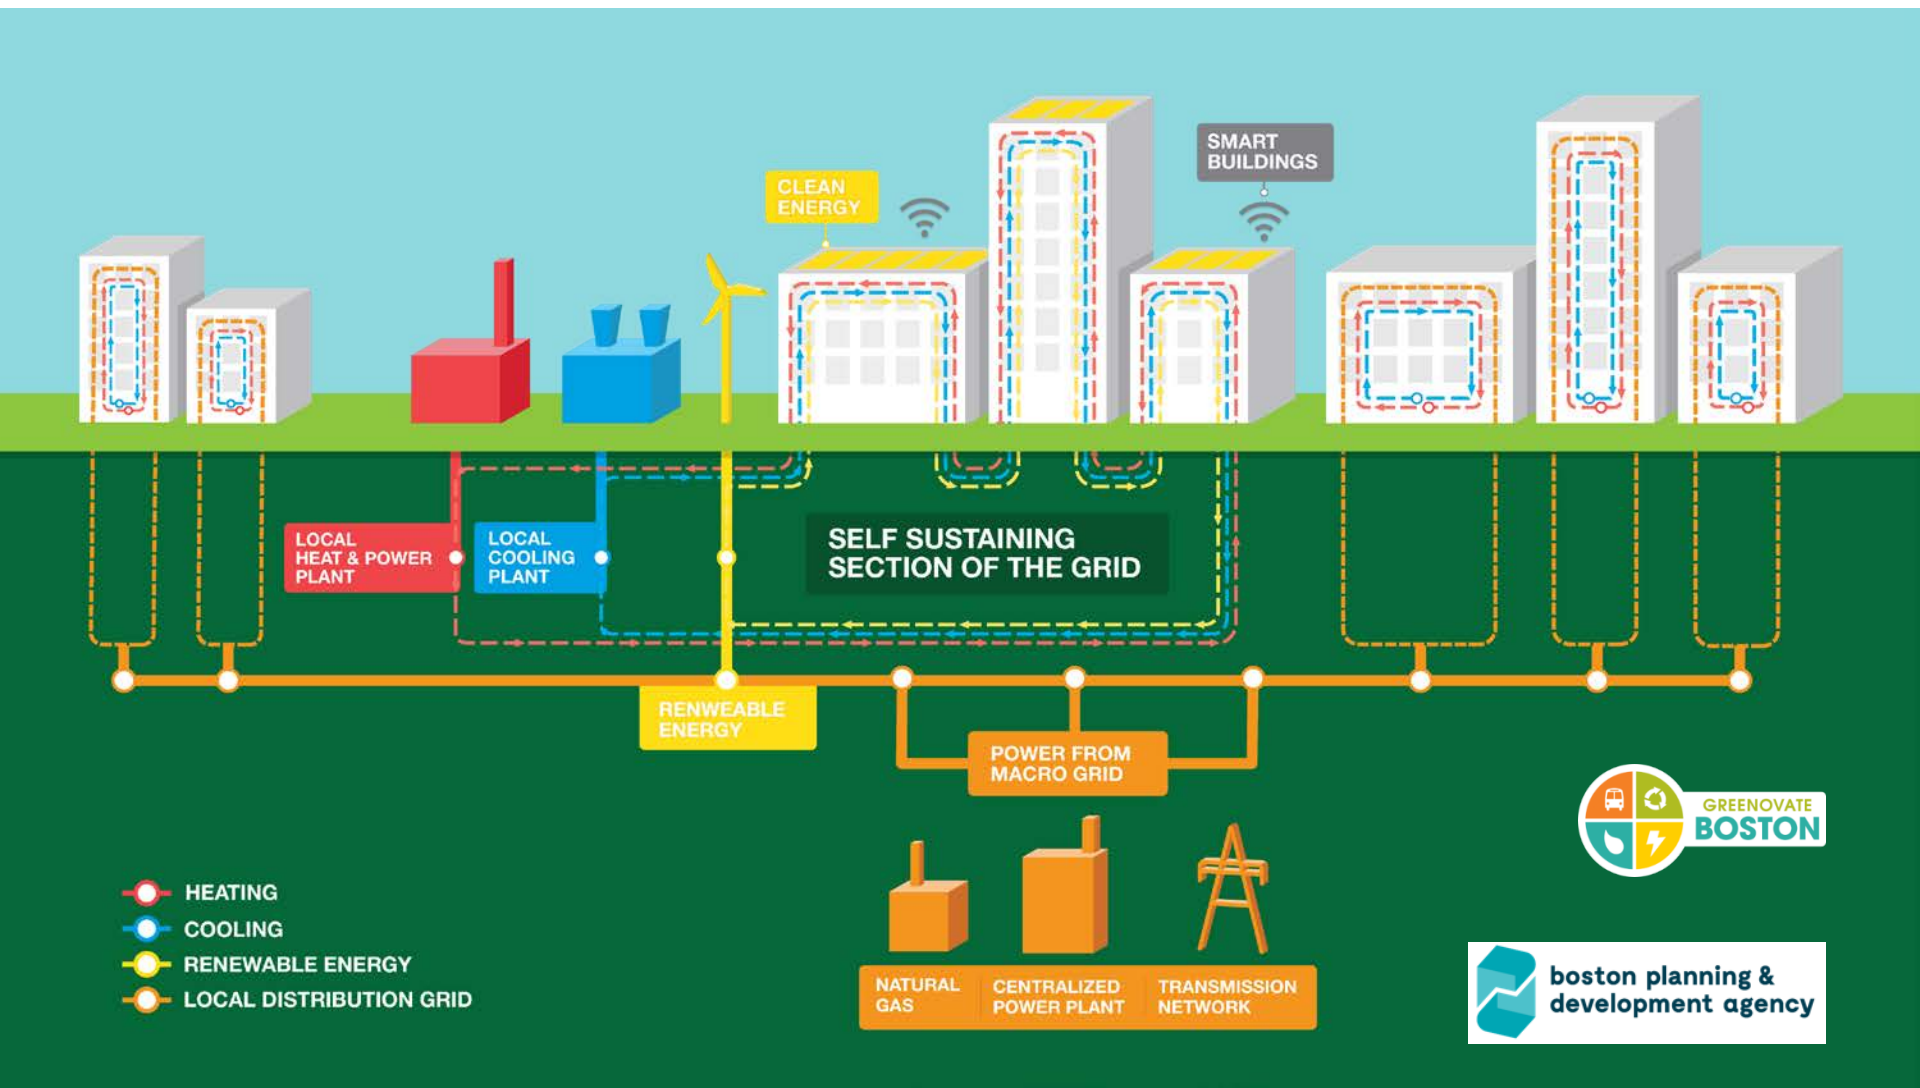 SMART
BUILDINGS
CLEAN
ENERGY
LOCAL
HEAT & POWER
PLANT
LOCAL
COOLING
PLANT
SELF SUSTAINING
SECTION OF THE GRID
RENWEABLE
ENERGY
POWER FROM
MACRO GRID
GREENOVATE
BOSTON
HEATING
COOLING
RENEWABLE ENERGY
LOCAL DISTRIBUTION GRID
NATURAL
GAS
CENTRALIZED
POWER PLANT
TRANSMISSION
NETWORK
boston planning &
development agency